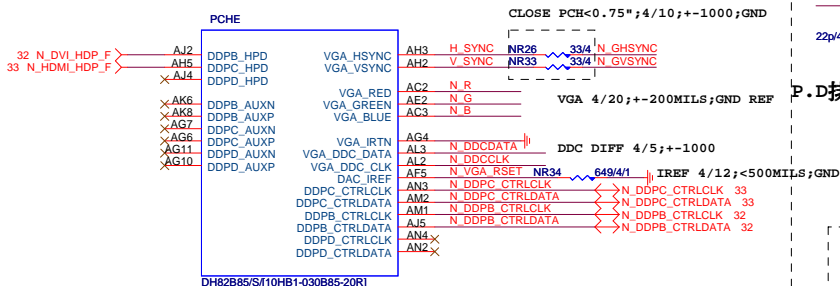 PCHE
CLOSE PCH<0.75";4/10;+-1000;GND
22p/4
32 N_DVI_HDP_F AJ2 DDPB_HPD VGA_HSYNC AH3 H_SYNC NR26 33/4 N_GHSYNC
33 N_HDMI_HDP_F AH5 DDPC_HPD VGA_VSYNC AH2 V_SYNC NR33 33/4 N_GVSYNC
AJ4 DDPD_HPD
VGA_RED AC2 N_R
AK6 DDPB_AUXN VGA_GREEN AE2 N_G VGA 4/20;+-200MILS;GND REF
AK8 DDPB_AUXP VGA_BLUE AC3 N_B
P.D
AG7 DDPC_AUXN
AG6 DDPC_AUXP VGA_IRTN AG4
AG11 DDPD_AUXN VGA_DDC_DATA AL3 N_DDCDATA DDC DIFF 4/5;+-1000
AG10 DDPD_AUXP VGA_DDC_CLK AL2 N_DDCCLK
DAC_IREF AF5 N_VGA_RSET NR34 649/4/1 IREF 4/12;<500MILS;GND
DDPC_CTRLCLK AN3 N_DDPC_CTRLCLK N_DDPC_CTRLCLK 33
DDPC_CTRLDATA AM2 N_DDPC_CTRLDATA N_DDPC_CTRLDATA 33
DDPB_CTRLCLK AM1 N_DDPB_CTRLCLK N_DDPB_CTRLCLK 32
DDPB_CTRLDATA AJ5 N_DDPB_CTRLDATA N_DDPB_CTRLDATA 32
DDPD_CTRLCLK AN4
DDPD_CTRLDATA AN2
DH82B85/S/[10HB1-030B85-20R]